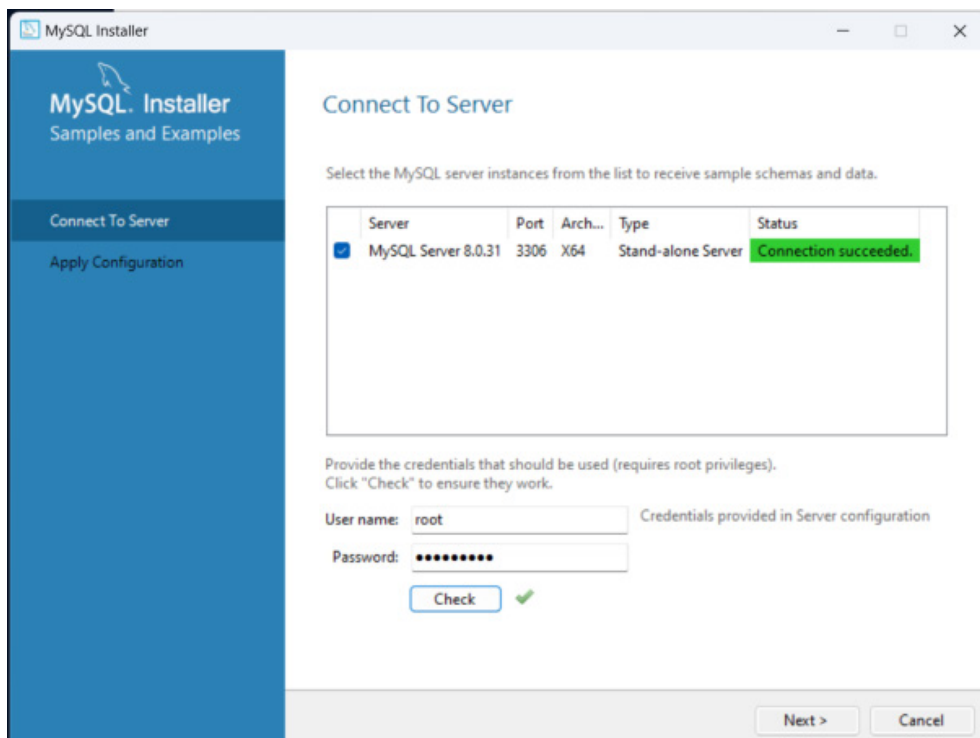 MySQL Installer
MySQL. Installer
Samples and Examples
Connect To Server
Apply Configuration
Connect To Server
Select the MySQL server instances from the list to receive sample schemas and data.
Server Port Arch... Type Status
MySQL Server 8.0.31 3306 X64 Stand-alone Server Connection succeeded.
Provide the credentials that should be used (requires root privileges).
Click "Check" to ensure they work.
User name: root Credentials provided in Server configuration
Password: ●●●●●●●●●
Check
Next > Cancel